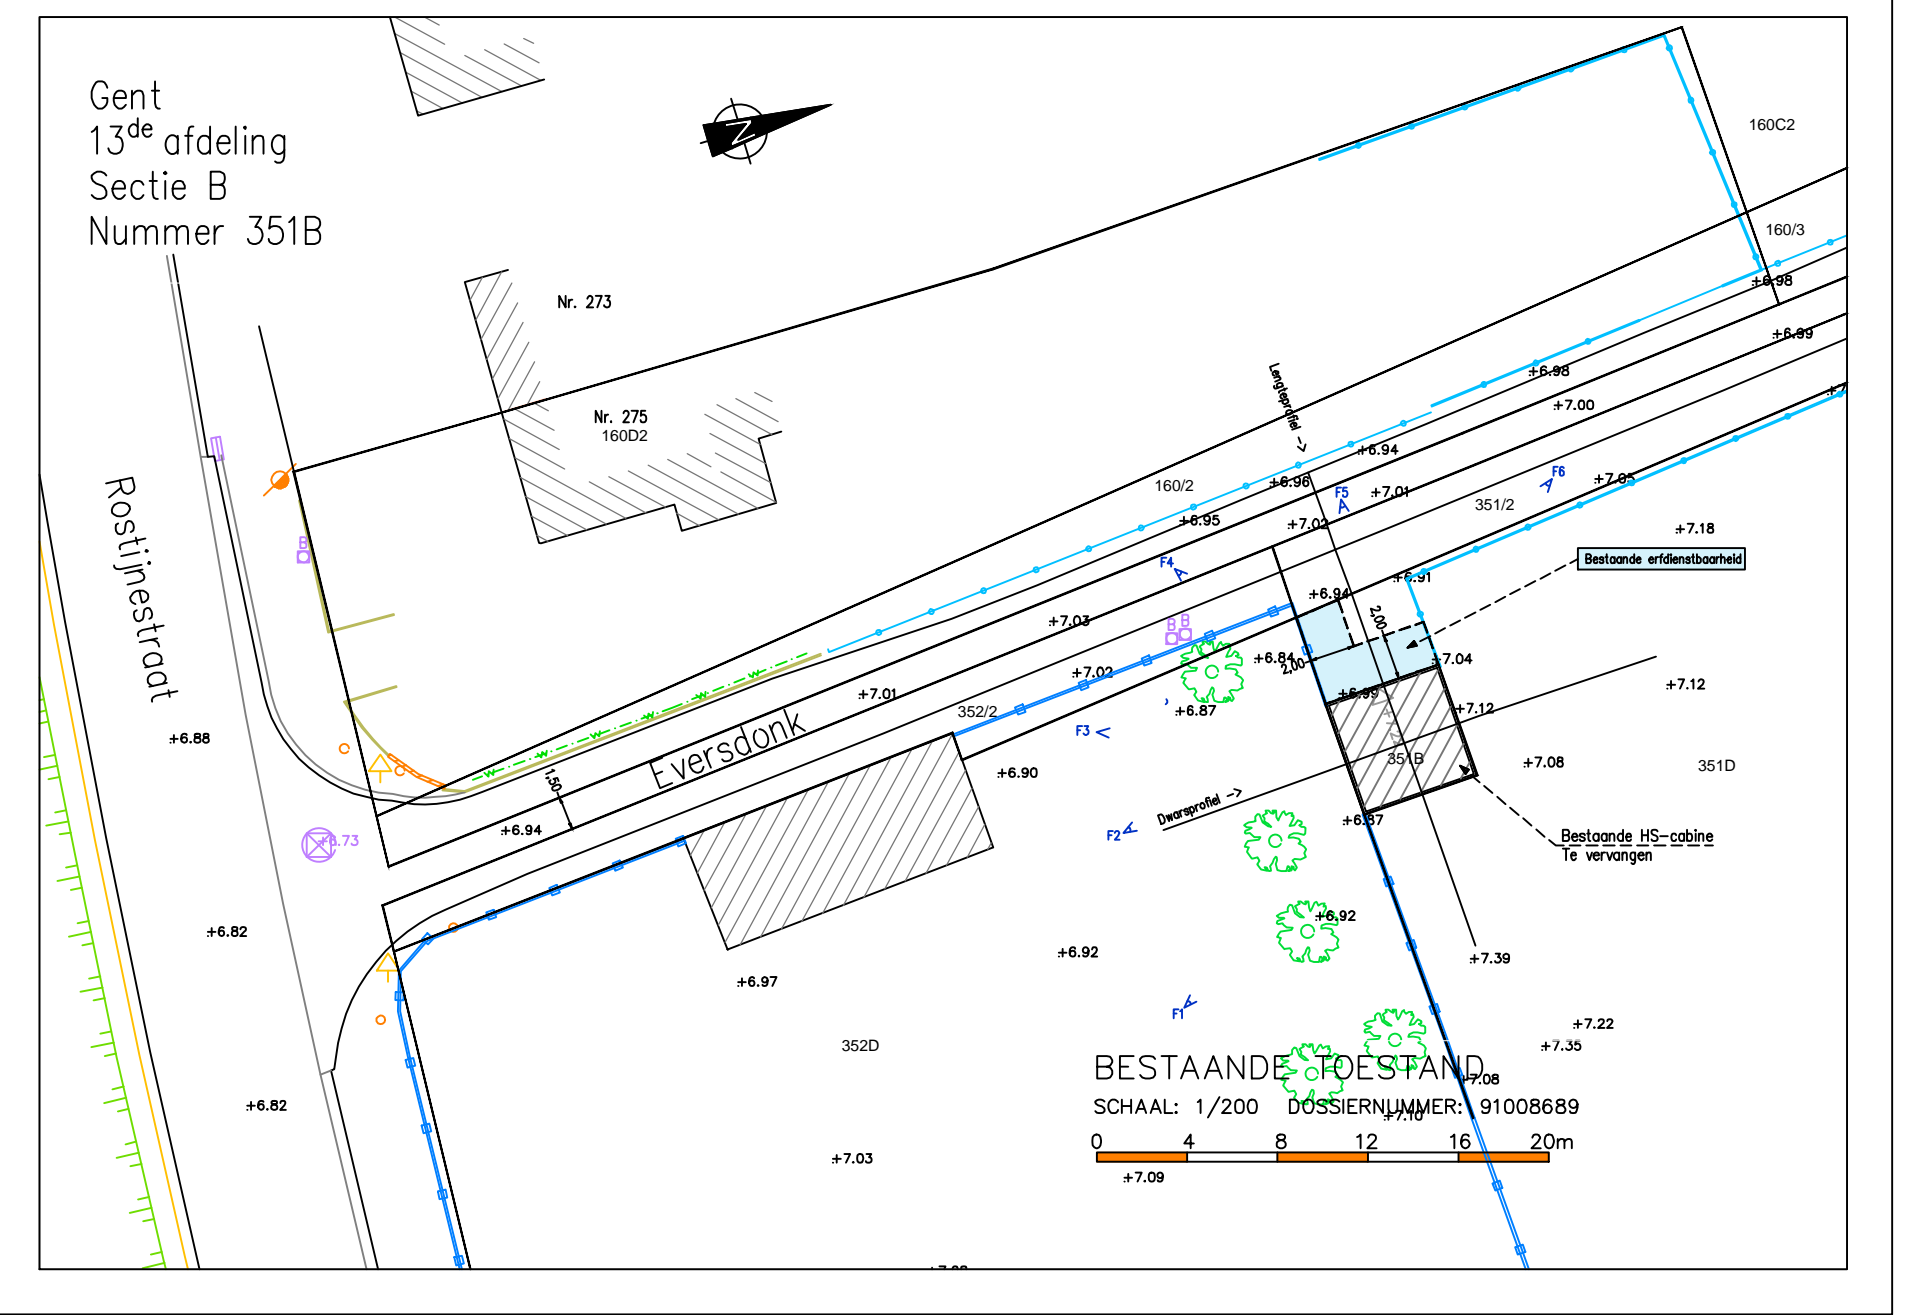 Gent
13de afdeling
Sectie B
Nummer 351B
N
160C2
160/3
+6.98
+6.99
Nr. 273
Nr. 275
160D2
Lengteprofiel ->
+6.98
+7.00
+6.94
160/2
+6.96
F5
+7.01
F6
+7.05
351/2
+6.95
+7.02
+7.18
Rostijnestraat
B
F4
Bestaande erfdienstbaarheid
+6.91
+6.94
2,00
+7.03
B B
+6.84
2,00
+7.04
+7.02
+6.99
+7.12
+7.01
352/2
+6.87
+7.12
Eversdonk
F3
+6.88
351B
+7.08
351D
+6.90
1,50
Dwarsprofiel ->
+6.94
F2
+6.87
Bestaande HS-cabine
Te vervangen
+6.73
+6.92
+6.82
+6.92
+7.39
+6.97
F1
+7.22
352D
+7.35
BESTAANDE TOESTAND
+7.08
+6.82
SCHAAL: 1/200 DOSSIERNUMMER: 91008689
+7.10
0 4 8 12 16 20m
+7.03
+7.09